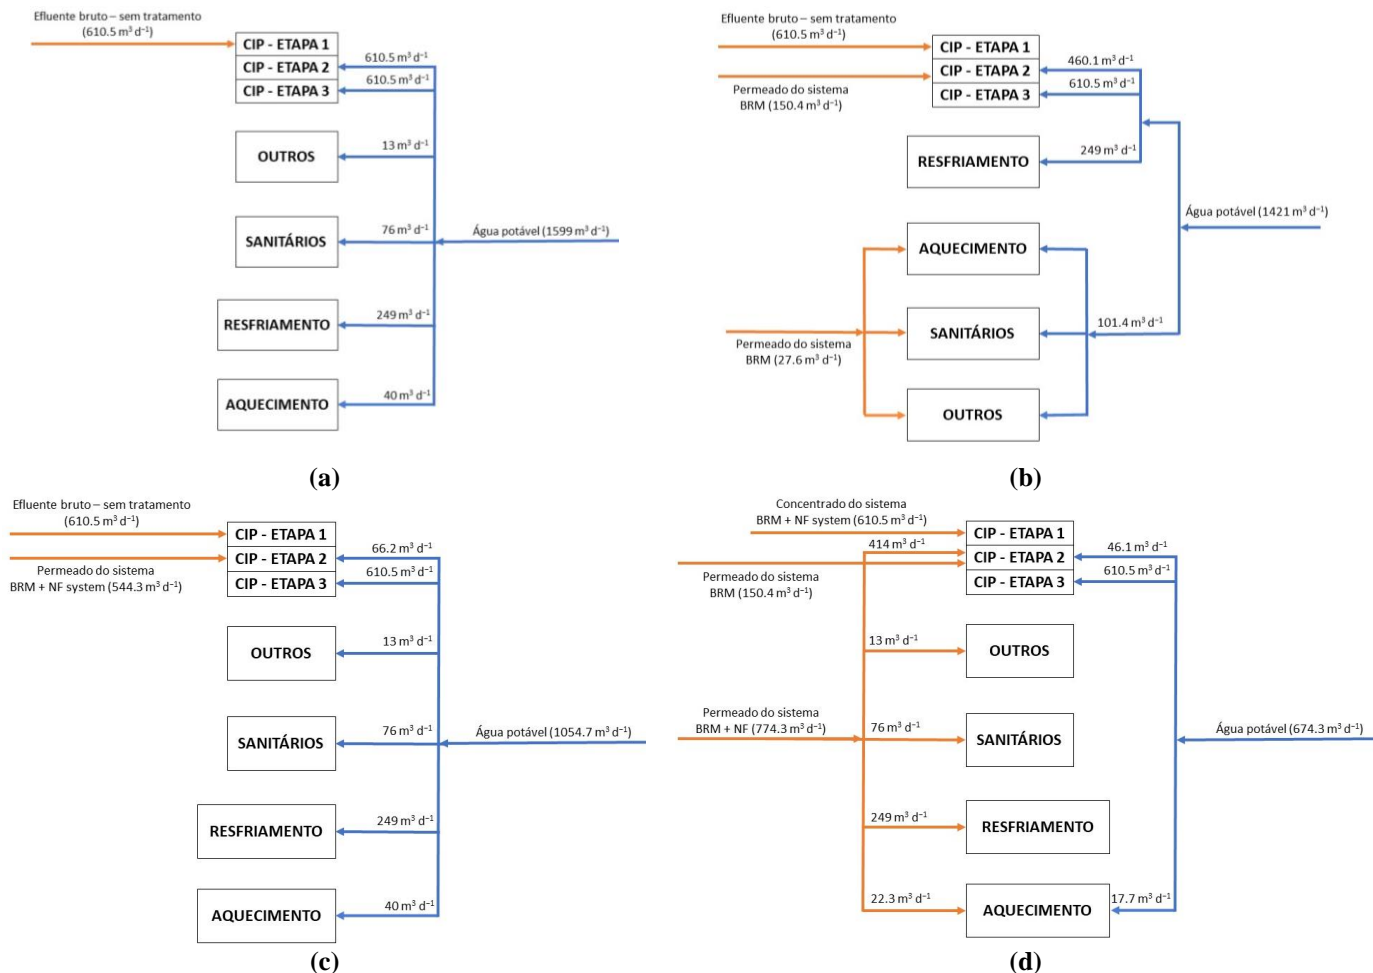 Efluente bruto – sem tratamento
(610.5 m³ d⁻¹)
CIP - ETAPA 1
CIP - ETAPA 2
CIP - ETAPA 3
610.5 m³ d⁻¹
610.5 m³ d⁻¹
OUTROS
13 m³ d⁻¹
SANITÁRIOS
76 m³ d⁻¹
Água potável (1599 m³ d⁻¹)
RESFRIAMENTO
249 m³ d⁻¹
AQUECIMENTO
40 m³ d⁻¹
(a)
Efluente bruto – sem tratamento
(610.5 m³ d⁻¹)
Permeado do sistema
BRM (150.4 m³ d⁻¹)
CIP - ETAPA 1
CIP - ETAPA 2
CIP - ETAPA 3
460.1 m³ d⁻¹
610.5 m³ d⁻¹
RESFRIAMENTO
249 m³ d⁻¹
Água potável (1421 m³ d⁻¹)
AQUECIMENTO
SANITÁRIOS
101.4 m³ d⁻¹
Permeado do sistema
BRM (27.6 m³ d⁻¹)
OUTROS
(b)
Efluente bruto – sem tratamento
(610.5 m³ d⁻¹)
Permeado do sistema
BRM + NF system (544.3 m³ d⁻¹)
CIP - ETAPA 1
CIP - ETAPA 2
CIP - ETAPA 3
66.2 m³ d⁻¹
610.5 m³ d⁻¹
OUTROS
13 m³ d⁻¹
SANITÁRIOS
76 m³ d⁻¹
Água potável (1054.7 m³ d⁻¹)
RESFRIAMENTO
249 m³ d⁻¹
AQUECIMENTO
40 m³ d⁻¹
(c)
Concentrado do sistema
BRM + NF system (610.5 m³ d⁻¹)
414 m³ d⁻¹
Permeado do sistema
BRM (150.4 m³ d⁻¹)
CIP - ETAPA 1
CIP - ETAPA 2
CIP - ETAPA 3
46.1 m³ d⁻¹
610.5 m³ d⁻¹
13 m³ d⁻¹
OUTROS
Permeado do sistema
BRM + NF (774.3 m³ d⁻¹)
76 m³ d⁻¹
SANITÁRIOS
Água potável (674.3 m³ d⁻¹)
249 m³ d⁻¹
RESFRIAMENTO
22.3 m³ d⁻¹
AQUECIMENTO
17.7 m³ d⁻¹
(d)